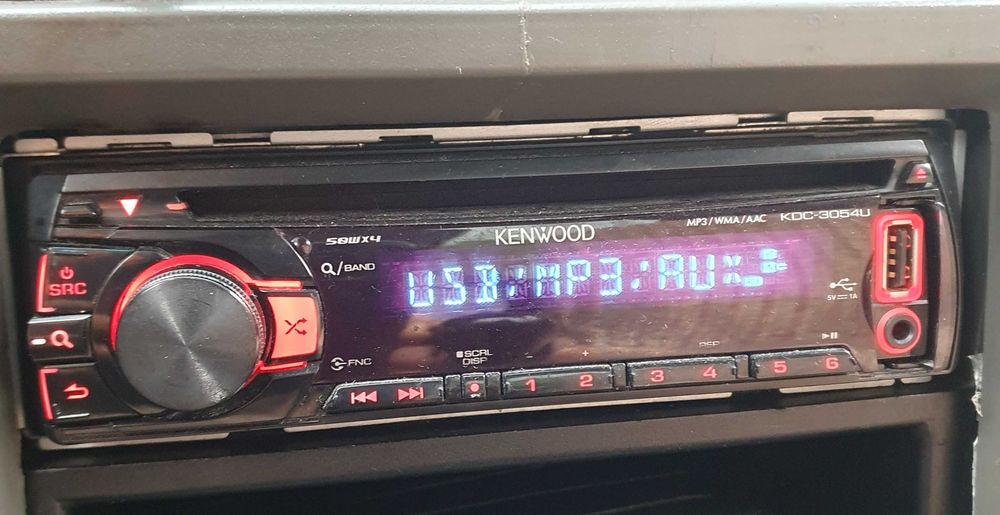 MP3/WMA/AAC KDC-3054U
50WX4 KENWOOD
/BAND
USB/MP3/AUX
SRC
5V 1A
FNC
SCRL
DISP
+
1 2 3 4 5 6